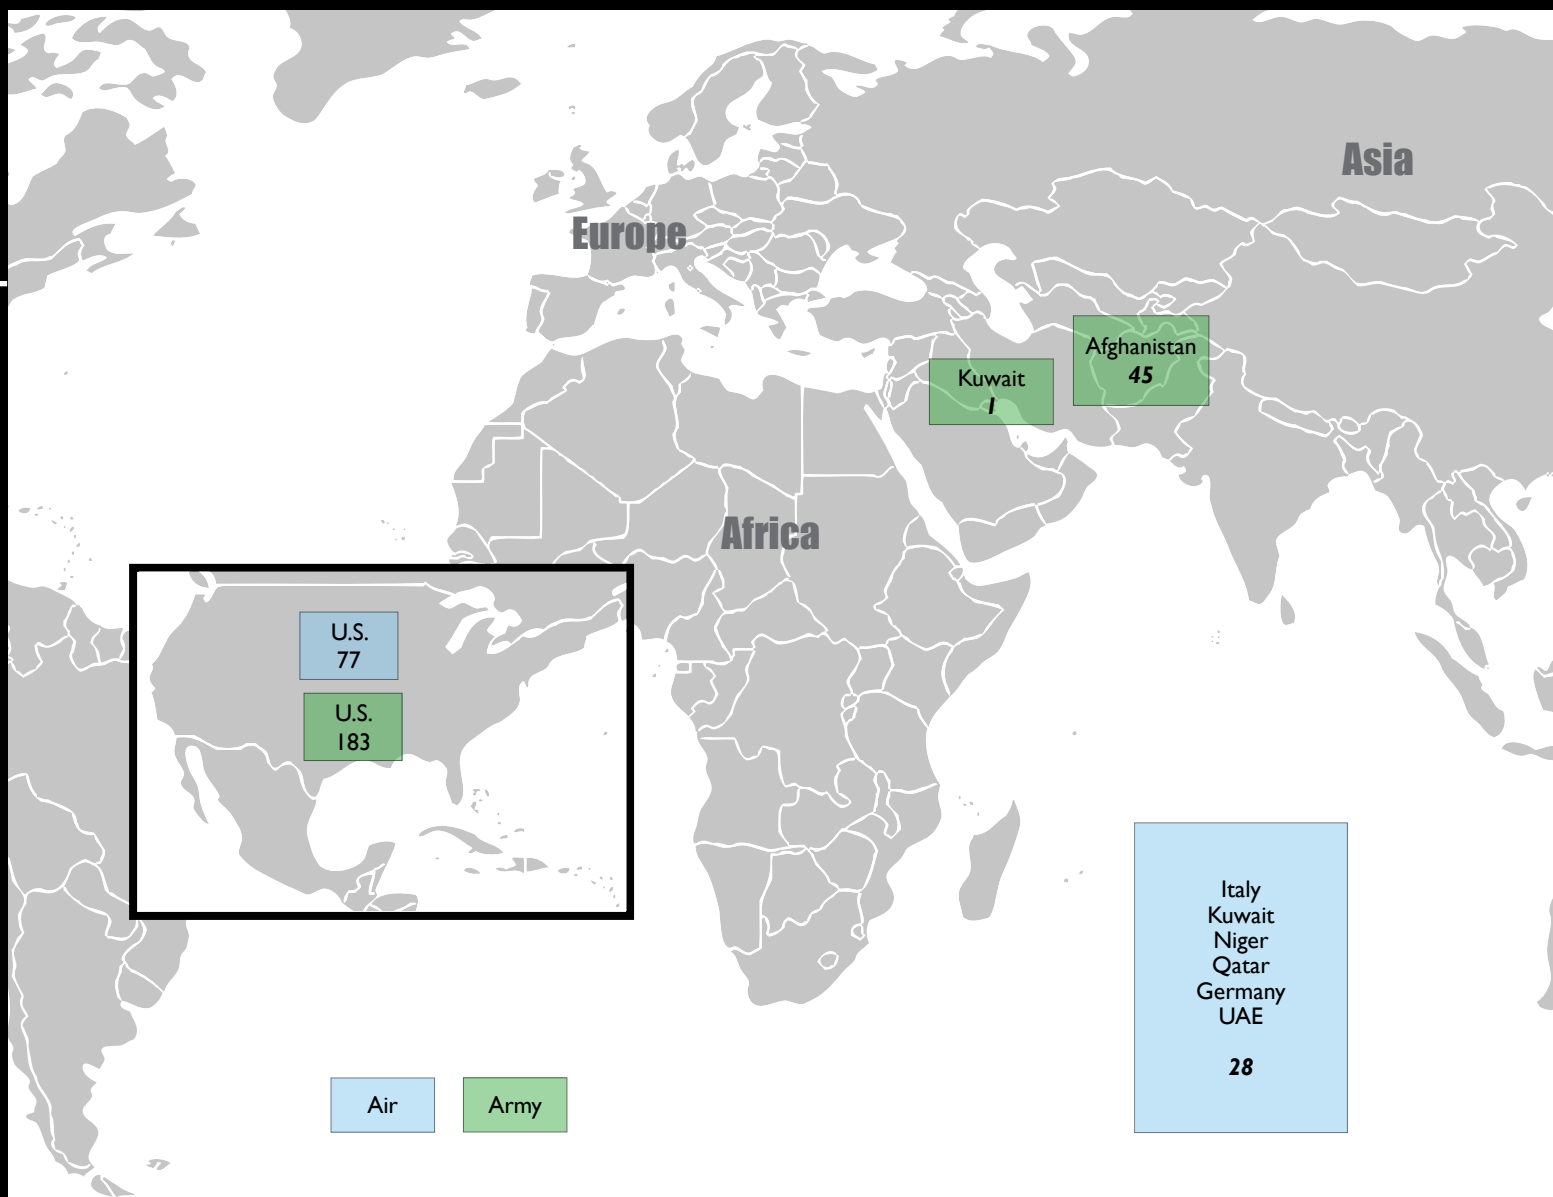 Asia
Europe
Afghanistan
45
Kuwait
1
Africa
U.S.
77
U.S.
183
Italy
Kuwait
Niger
Qatar
Germany
UAE
28
Air
Army